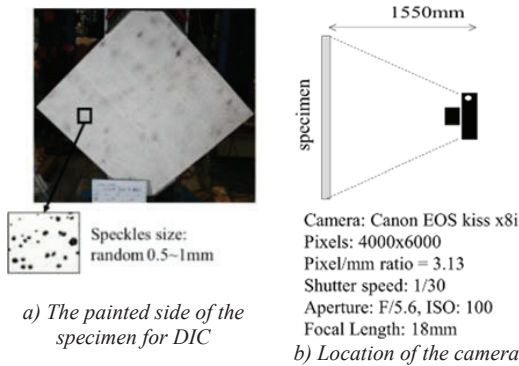 Speckles size:
random 0.5~1mm
a) The painted side of the
specimen for DIC
1550mm
specimen
Camera: Canon EOS kiss x8i
Pixels: 4000x6000
Pixel/mm ratio = 3.13
Shutter speed: 1/30
Aperture: F/5.6, ISO: 100
Focal Length: 18mm
b) Location of the camera